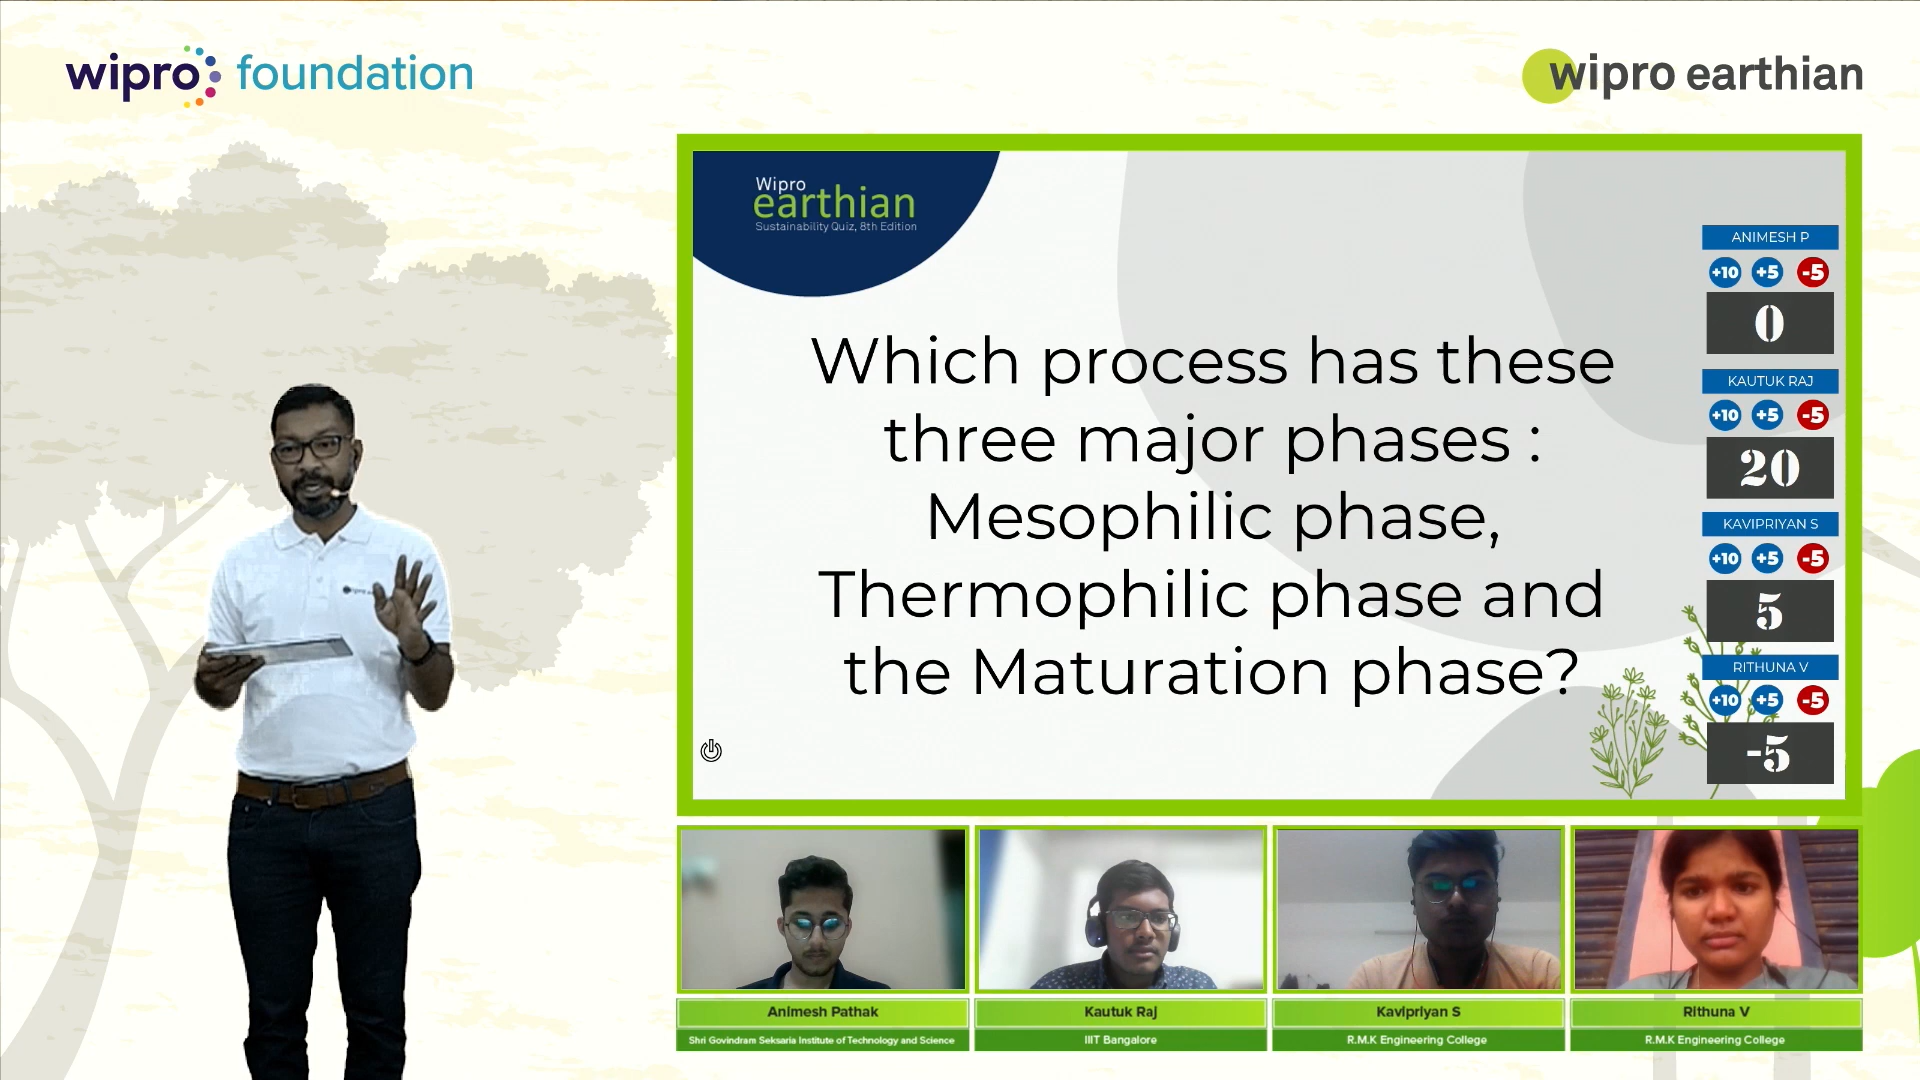 wipro foundation
wipro earthian
Wipro
earthian
Sustainability Quiz, 8th Edition
Which process has these
three major phases :
Mesophilic phase,
Thermophilic phase and
the Maturation phase?
ANIMESH P
+10 +5 -5
0
KAUTUK RAJ
+10 +5 -5
20
KAVIPRIYAN S
+10 +5 -5
5
RITHUNA V
+10 +5 -5
-5
Animesh Pathak
Shri Govindram Seksaria Institute of Technology and Science
Kautuk Raj
IIIT Bangalore
Kavipriyan S
R.M.K Engineering College
Rithuna V
R.M.K Engineering College